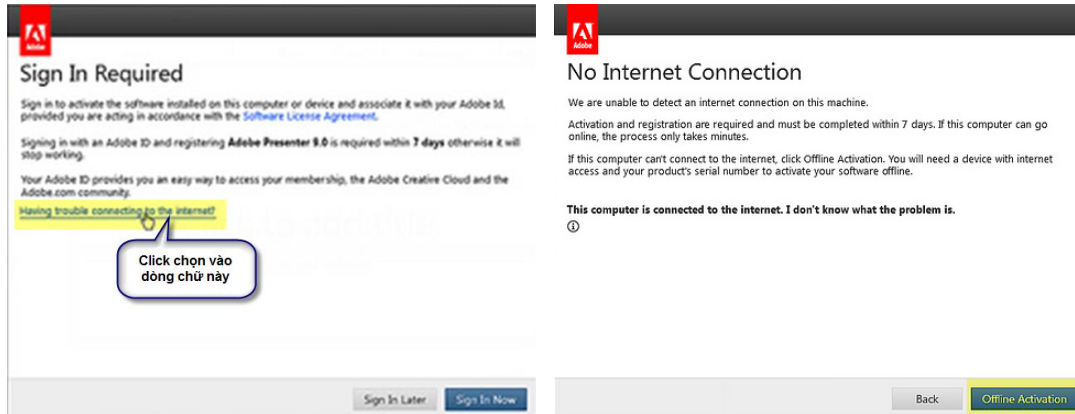 Adobe
Sign In Required
Sign in to activate the software installed on this computer or device and associate it with your Adobe Id,
provided you are acting in accordance with the Software License Agreement.
Signing in with an Adobe ID and registering Adobe Presenter 9.0 is required within 7 days otherwise it will
stop working.
Your Adobe ID provides you an easy way to access your membership, the Adobe Creative Cloud and the
Adobe.com community.
Having trouble connecting to the internet?
Click chọn vào
dòng chữ này
Sign In Later
Sign In Now
Adobe
No Internet Connection
We are unable to detect an internet connection on this machine.
Activation and registration are required and must be completed within 7 days. If this computer can go
online, the process only takes minutes.
If this computer can't connect to the internet, click Offline Activation. You will need a device with internet
access and your product's serial number to activate your software offline.
This computer is connected to the internet. I don't know what the problem is.
Back
Offline Activation